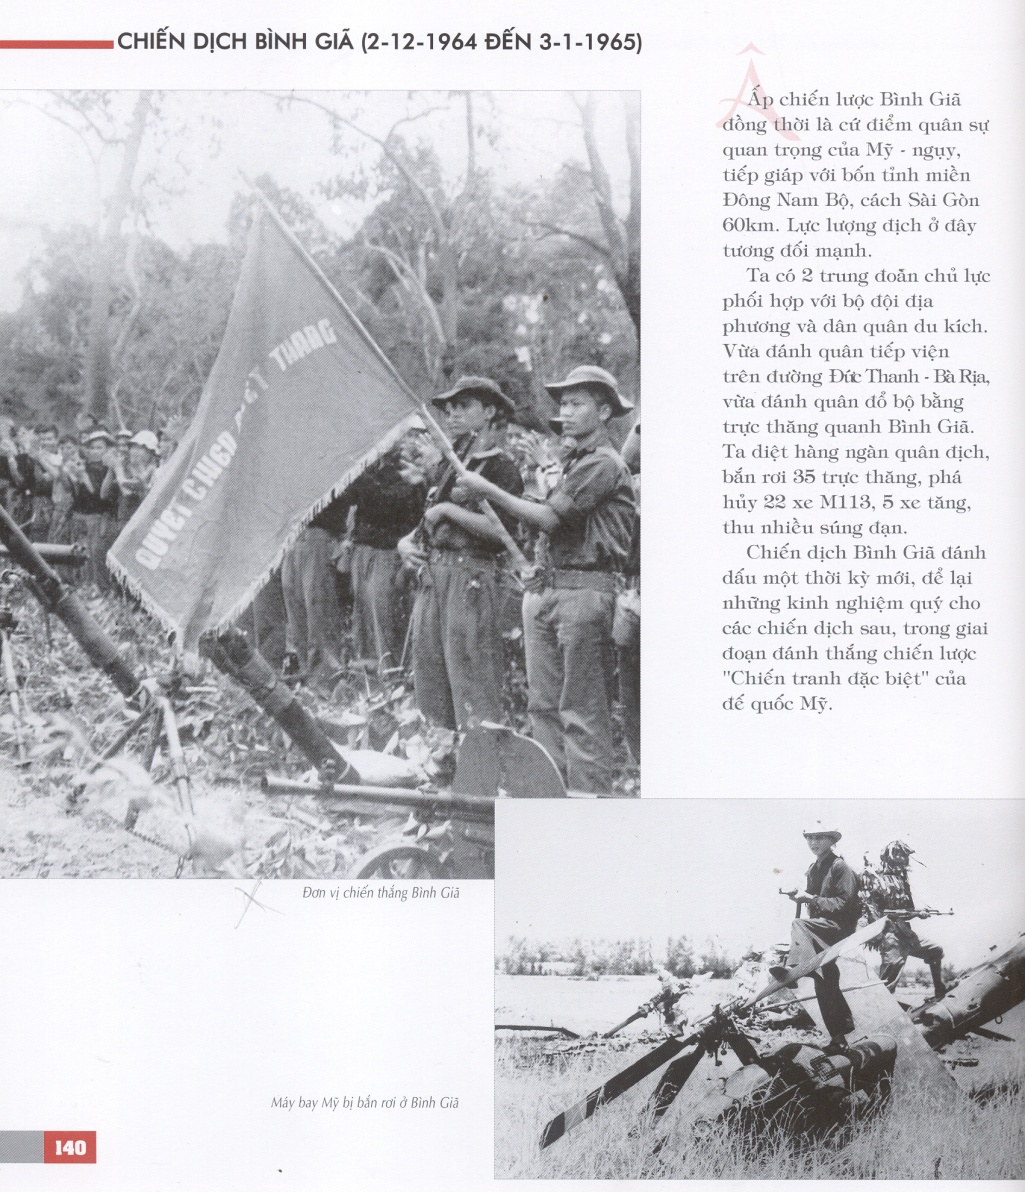 CHIẾN DỊCH BÌNH GIÃ (2-12-1964 ĐẾN 3-1-1965)
Ấp chiến lược Bình Giã
đồng thời là cứ điểm quân sự
quan trọng của Mỹ - ngụy,
tiếp giáp với bốn tỉnh miền
Đông Nam Bộ, cách Sài Gòn
60km. Lực lượng địch ở đây
tương đối mạnh.
Ta có 2 trung đoàn chủ lực
phối hợp với bộ đội địa
phương và dân quân du kích.
Vừa đánh quân tiếp viện
trên đường Đức Thanh - Bà Rịa,
vừa đánh quân đổ bộ bằng
trực thăng quanh Bình Giã.
Ta diệt hàng ngàn quân địch,
bắn rơi 35 trực thăng, phá
hủy 22 xe M113, 5 xe tăng,
thu nhiều súng đạn.
Chiến dịch Bình Giã đánh
dấu một thời kỳ mới, để lại
những kinh nghiệm quý cho
các chiến dịch sau, trong giai
đoạn đánh thắng chiến lược
"Chiến tranh đặc biệt" của
đế quốc Mỹ.
QUYẾT CHIẾN QUYẾT THẮNG
Đơn vị chiến thắng Bình Giã
Máy bay Mỹ bị bắn rơi ở Bình Giã
140